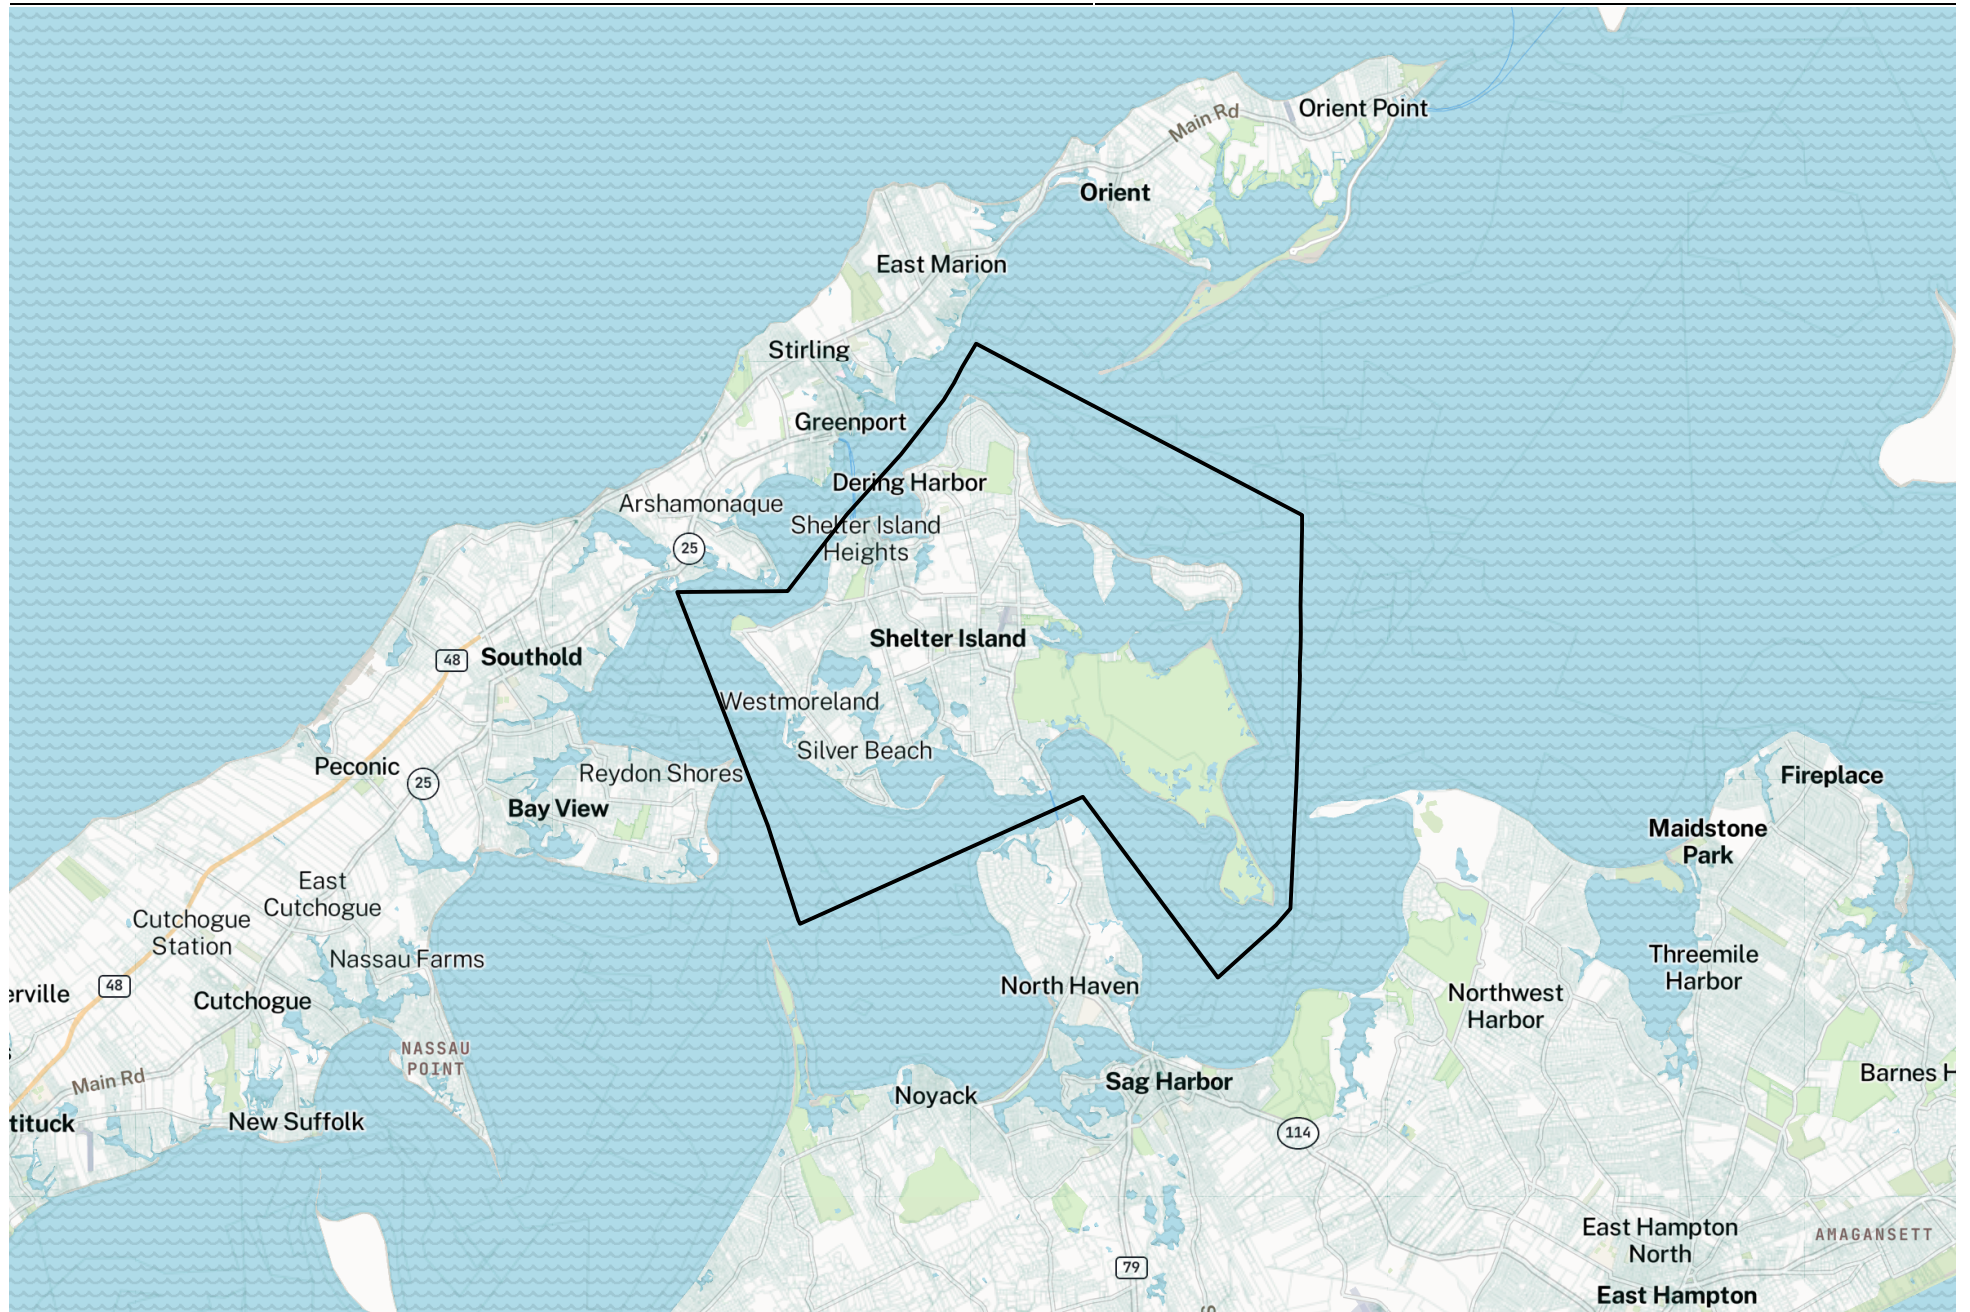 Orient Point
Main Rd
Orient
East Marion
Stirling
Greenport
Dering Harbor
Arshamonaque
Shelter Island
Heights
25
Shelter Island
48
Southold
Westmoreland
Silver Beach
Peconic
25
Reydon Shores
Bay View
Fireplace
Maidstone
Park
East
Cutchogue
Cutchogue
Station
Nassau Farms
48
erville
Cutchogue
North Haven
Northwest
Harbor
Threemile
Harbor
NASSAU
POINT
Main Rd
tituck
New Suffolk
Noyack
Sag Harbor
114
Barnes H
East Hampton
North
AMAGANSETT
79
East Hampton